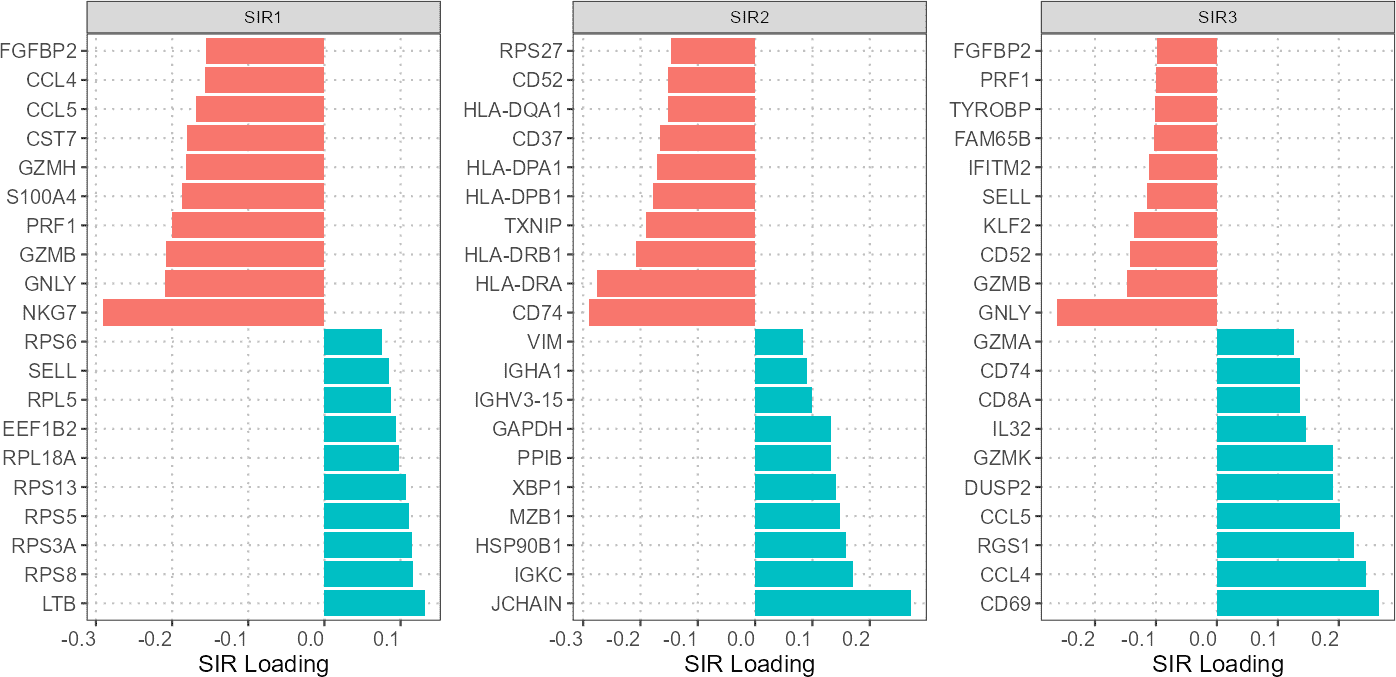 SIR1
FGFBP2
CCL4
CCL5
CST7
GZMH
S100A4
PRF1
GZMB
GNLY
NKG7
RPS6
SELL
RPL5
EEF1B2
RPL18A
RPS13
RPS5
RPS3A
RPS8
LTB
-0.3 -0.2 -0.1 0.0 0.1
SIR Loading
SIR2
RPS27
CD52
HLA-DQA1
CD37
HLA-DPA1
HLA-DPB1
TXNIP
HLA-DRB1
HLA-DRA
CD74
VIM
IGHA1
IGHV3-15
GAPDH
PPIB
XBP1
MZB1
HSP90B1
IGKC
JCHAIN
-0.3 -0.2 -0.1 0.0 0.1 0.2
SIR Loading
SIR3
FGFBP2
PRF1
TYROBP
FAM65B
IFITM2
SELL
KLF2
CD52
GZMB
GNLY
GZMA
CD74
CD8A
IL32
GZMK
DUSP2
CCL5
RGS1
CCL4
CD69
-0.2 -0.1 0.0 0.1 0.2
SIR Loading